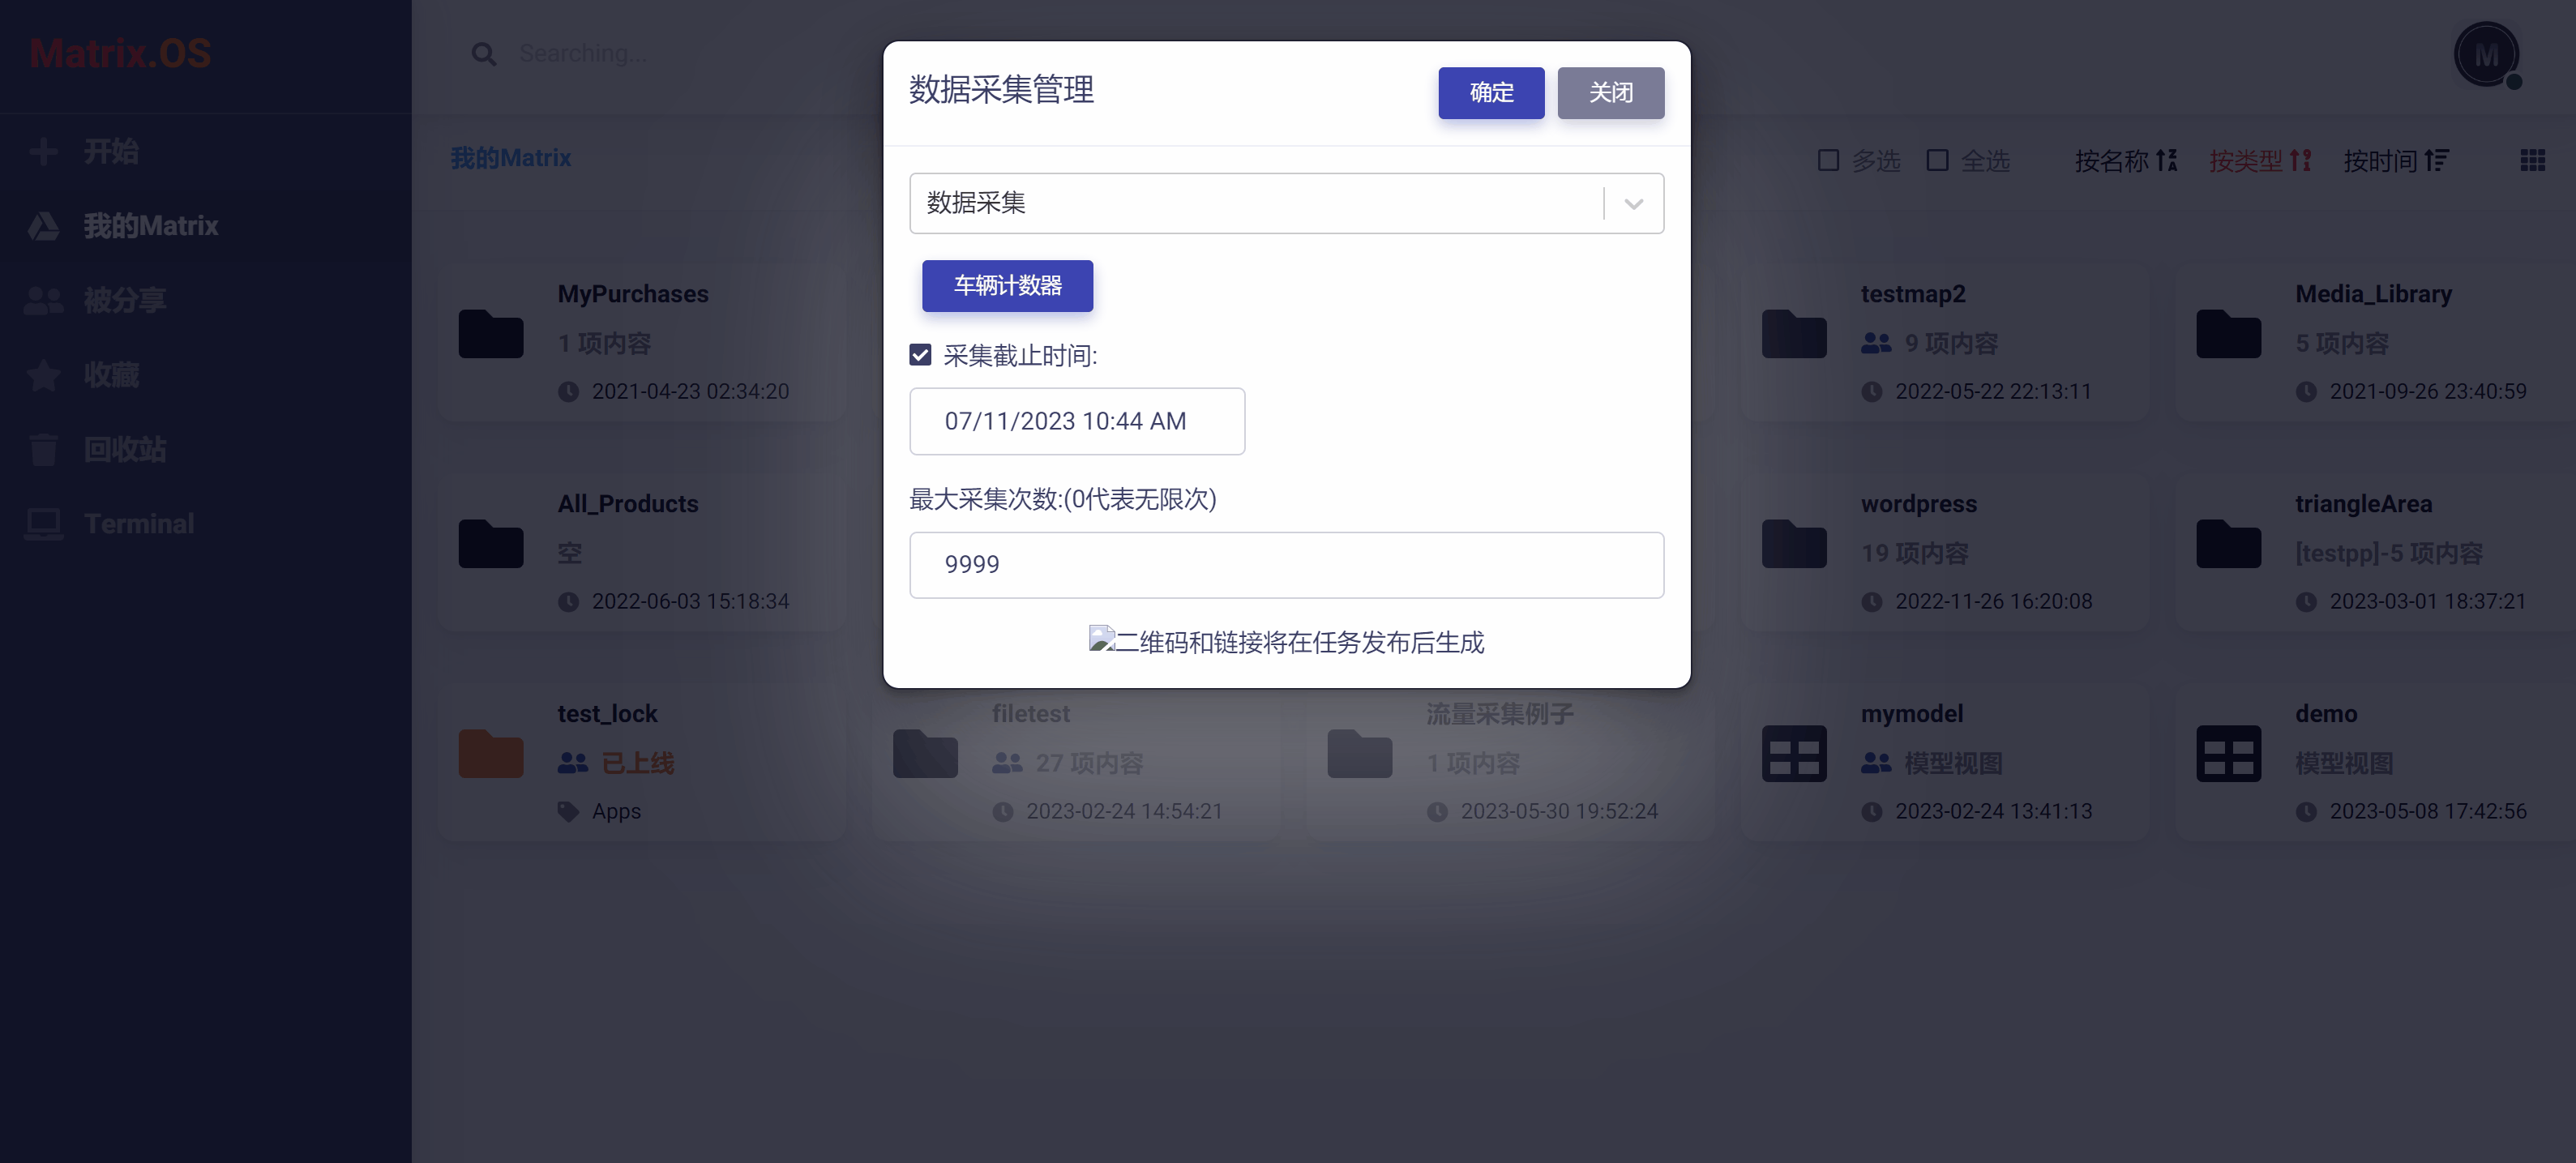 Matrix.OS
Searching...
M
开始
我的Matrix
被分享
收藏
回收站
Terminal
我的Matrix
多选
全选
按名称
按类型
按时间
数据采集管理
确定
关闭
数据采集
车辆计数器
采集截止时间:
07/11/2023 10:44 AM
最大采集次数:(0代表无限次)
9999
二维码和链接将在任务发布后生成
MyPurchases
1 项内容
2021-04-23 02:34:20
testmap2
9 项内容
2022-05-22 22:13:11
Media_Library
5 项内容
2021-09-26 23:40:59
All_Products
空
2022-06-03 15:18:34
wordpress
19 项内容
2022-11-26 16:20:08
triangleArea
[testpp]-5 项内容
2023-03-01 18:37:21
test_lock
已上线
Apps
filetest
27 项内容
2023-02-24 14:54:21
流量采集例子
1 项内容
2023-05-30 19:52:24
mymodel
模型视图
2023-02-24 13:41:13
demo
模型视图
2023-05-08 17:42:56